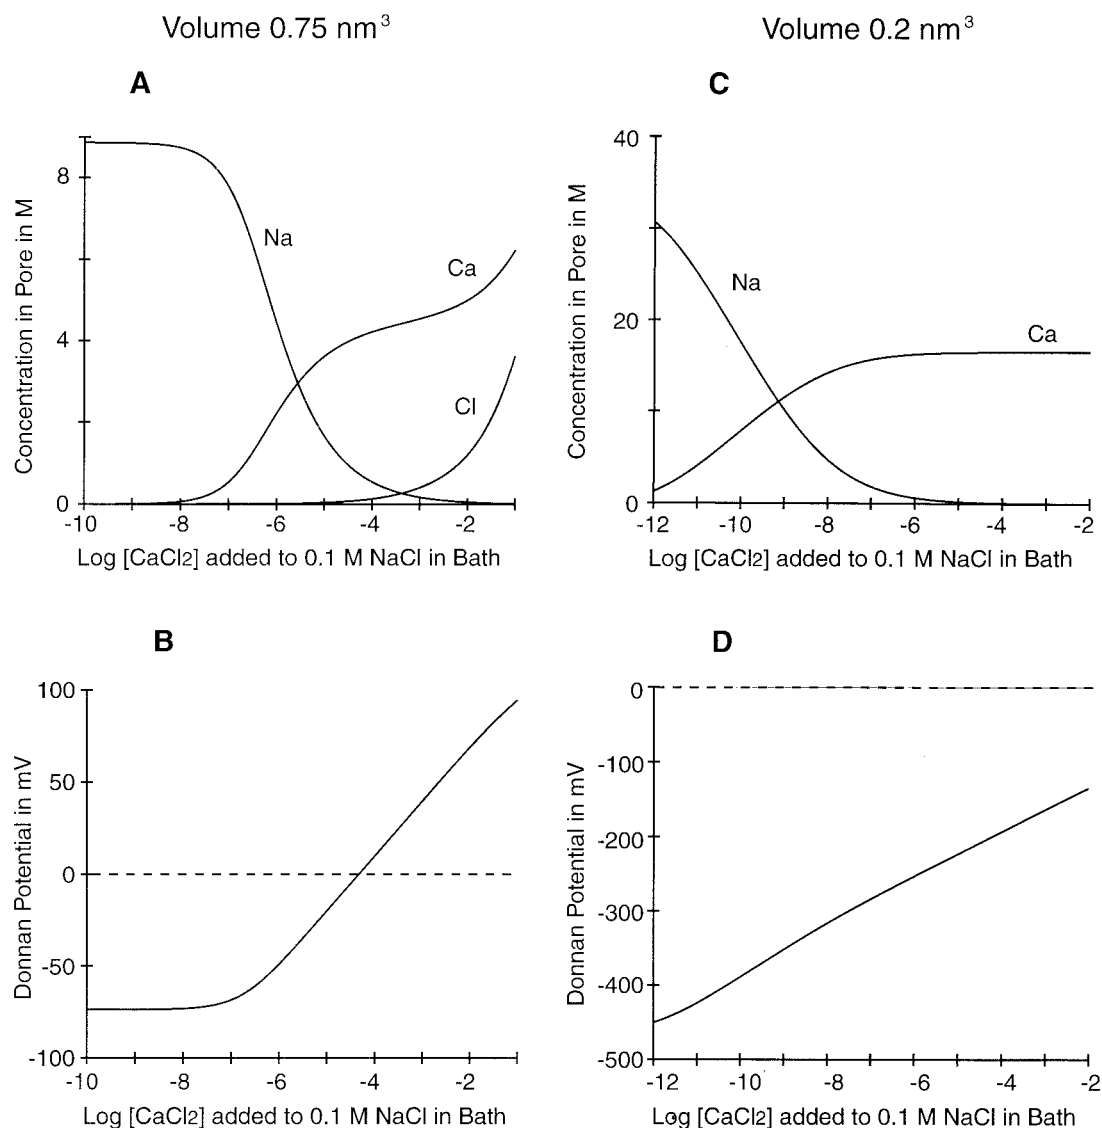 Volume 0.75 nm³
Volume 0.2 nm³
A
Concentration in Pore in M
8
4
0
Na
Ca
Cl
-10
-8
-6
-4
-2
Log [CaCl₂] added to 0.1 M NaCl in Bath
C
Concentration in Pore in M
40
20
0
Na
Ca
-12
-10
-8
-6
-4
-2
Log [CaCl₂] added to 0.1 M NaCl in Bath
B
Donnan Potential in mV
100
50
0
-50
-100
-10
-8
-6
-4
-2
Log [CaCl₂] added to 0.1 M NaCl in Bath
D
Donnan Potential in mV
0
-100
-200
-300
-400
-500
-12
-10
-8
-6
-4
-2
Log [CaCl₂] added to 0.1 M NaCl in Bath